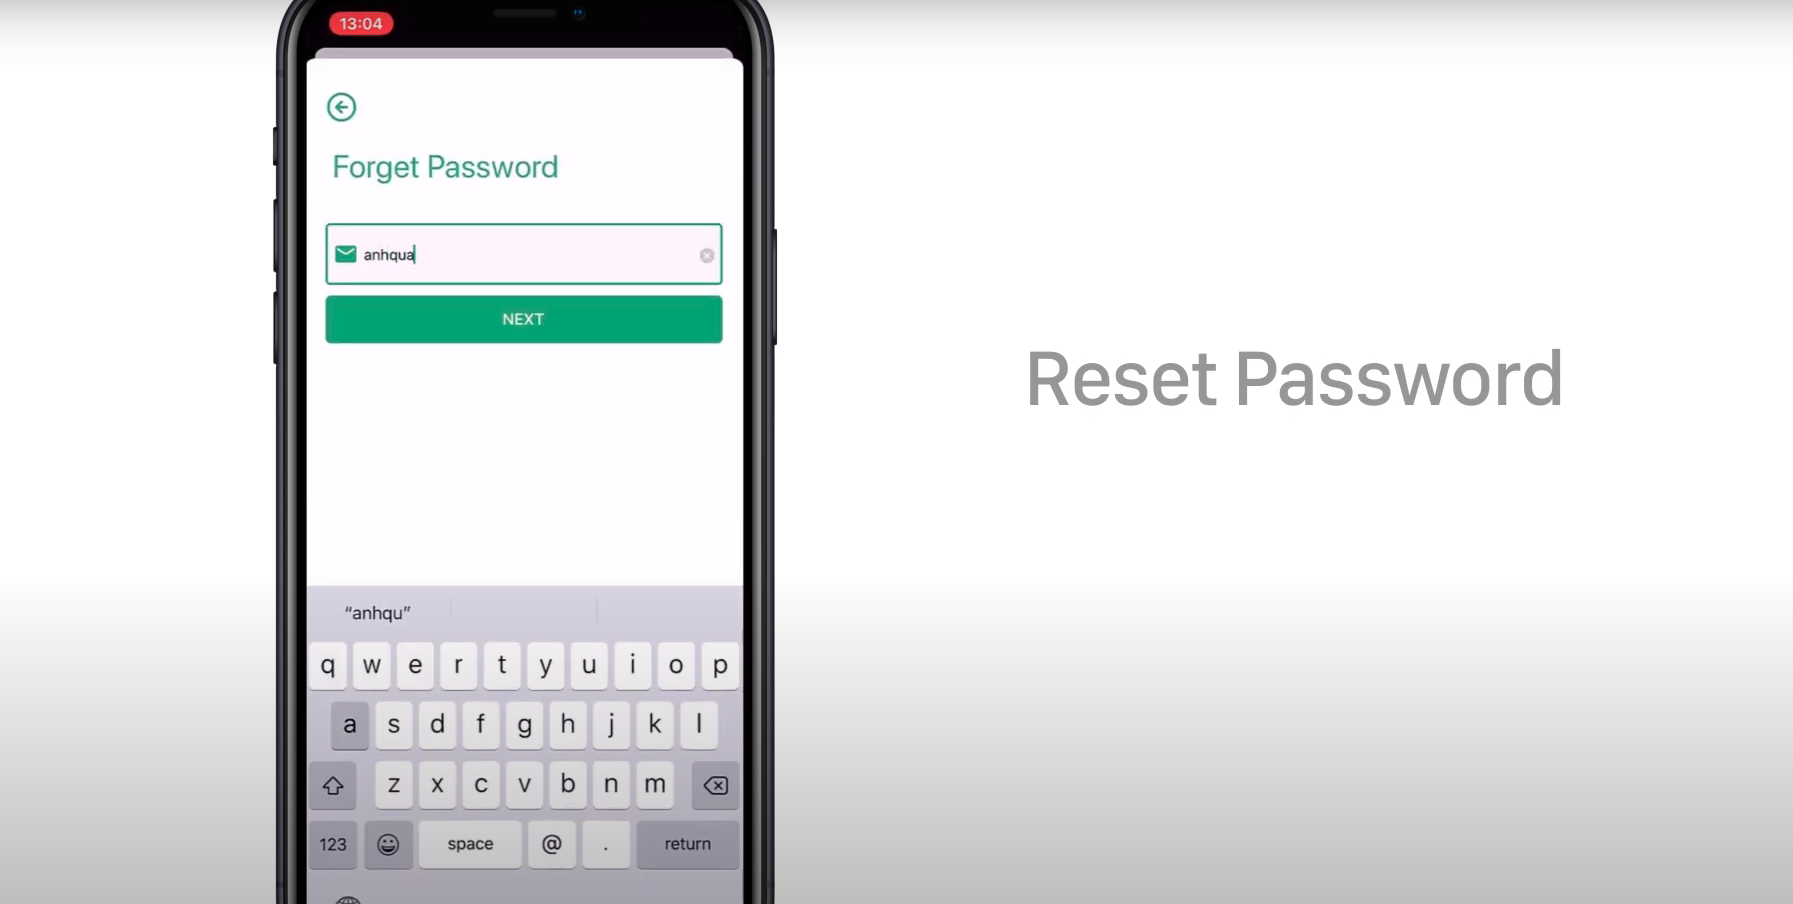 13:04
Forget Password
anhqua
NEXT
Reset Password
“anhqu”
q w e r t y u i o p
a s d f g h j k l
z x c v b n m
123 space @ . return